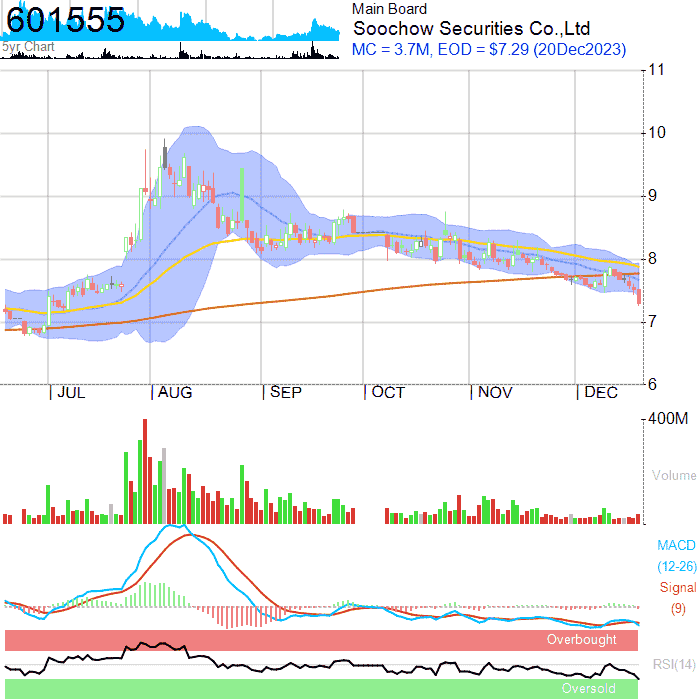 601555
5yr Chart
Main Board
Soochow Securities Co.,Ltd
MC = 3.7M, EOD = $7.29 (20Dec2023)
11
10
9
8
7
6
JUL AUG SEP OCT NOV DEC
400M
Volume
MACD
(12-26)
Signal
(9)
Overbought
RSI(14)
Oversold